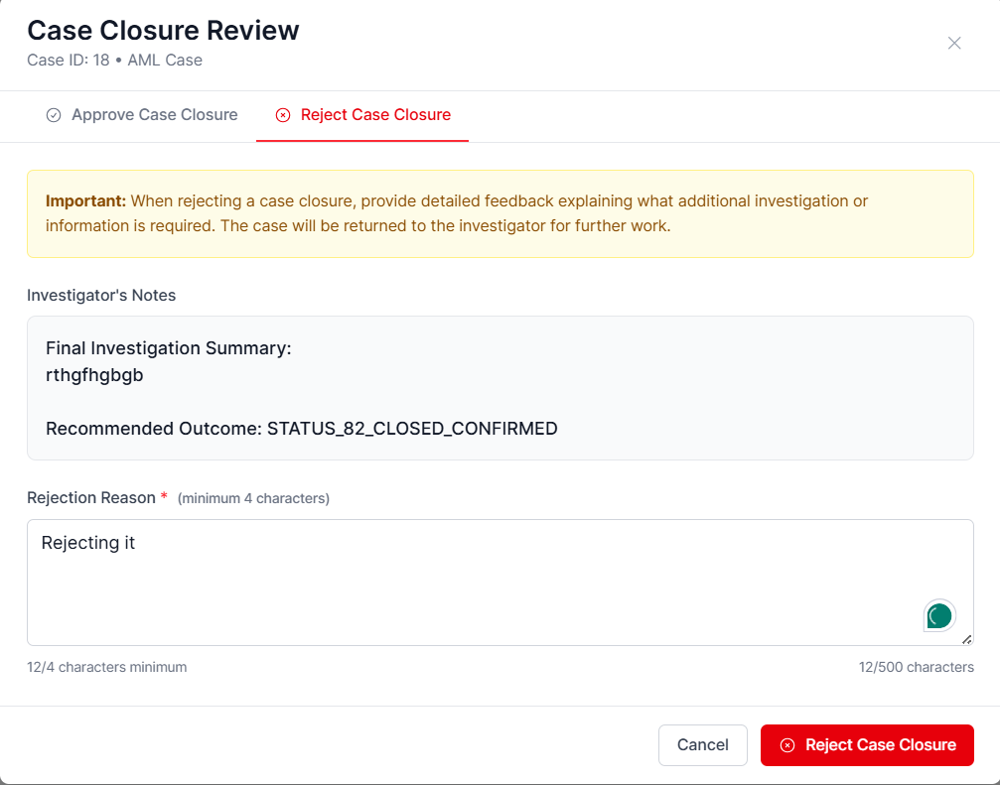 Case Closure Review
Case ID: 18 • AML Case
Approve Case Closure
Reject Case Closure
Important: When rejecting a case closure, provide detailed feedback explaining what additional investigation or
information is required. The case will be returned to the investigator for further work.
Investigator's Notes
Final Investigation Summary:
rthgfhgbgb
Recommended Outcome: STATUS_82_CLOSED_CONFIRMED
Rejection Reason * (minimum 4 characters)
Rejecting it
12/4 characters minimum
12/500 characters
Cancel
Reject Case Closure